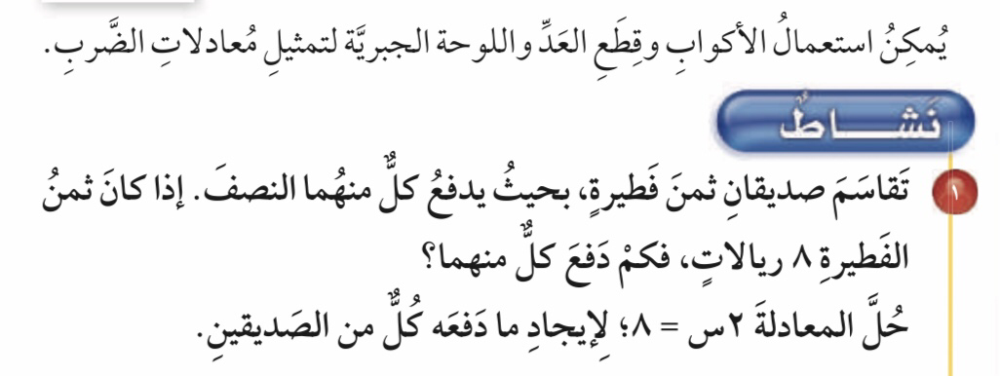 يُمكِنُ استعمالُ الأكوابِ وقِطَعِ العَدِّ واللوحة الجبريَّة لتمثيلِ مُعادلاتِ الضَّربِ.
نَشـــاطٌ
١ تَقاسَمَ صديقانِ ثمنَ فَطيرةٍ، بحيثُ يدفعُ كلٌّ منهُما النصفَ. إذا كانَ ثمنُ
الفَطيرةِ ٨ ريالاتٍ، فكمْ دَفعَ كلٌّ منهما؟
حُلَّ المعادلةَ ٢س = ٨؛ لِإيجادِ ما دَفعَه كُلٌّ من الصَديقينِ.